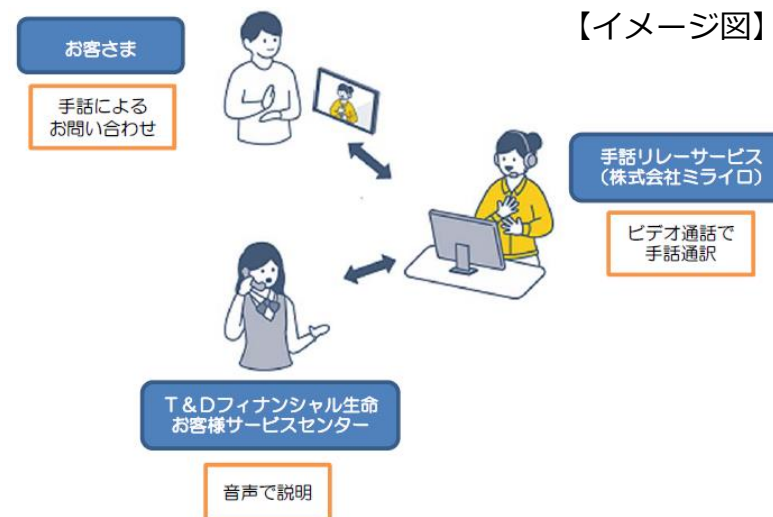 【イメージ図】
お客さま
手話による
お問い合わせ
手話リレーサービス
(株式会社ミライロ)
ビデオ通話で
手話通訳
T&Dフィナンシャル生命
お客様サービスセンター
音声で説明